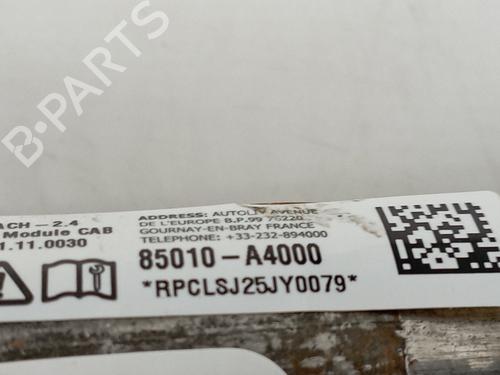 B-PARTS
ACH - 2.4
Module CAB
1.11.0030
ADDRESS: AUTOLIV AVENUE
DE L'EUROPE B.P.99 76220
GOURNAY-EN-BRAY FRANCE
TELEPHONE: +33-232-894000
85010-A4000
*RPCLSJ25JY0079*